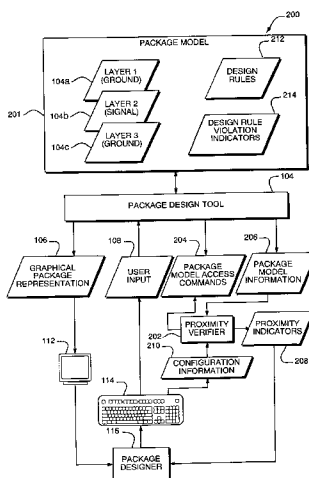 200
PACKAGE MODEL
212
LAYER 1
(GROUND)
104a
DESIGN
RULES
LAYER 2
(SIGNAL)
104b
214
201
DESIGN RULE
VIOLATION
INDICATORS
LAYER 3
(GROUND)
104c
104
PACKAGE DESIGN TOOL
106
108
204
206
GRAPHICAL
PACKAGE
REPRESENTATION
USER
INPUT
PACKAGE
MODEL ACCESS
COMMANDS
PACKAGE
MODEL
INFORMATION
202
PROXIMITY
VERIFIER
PROXIMITY
INDICATORS
210
CONFIGURATION
INFORMATION
208
112
114
116
PACKAGE
DESIGNER